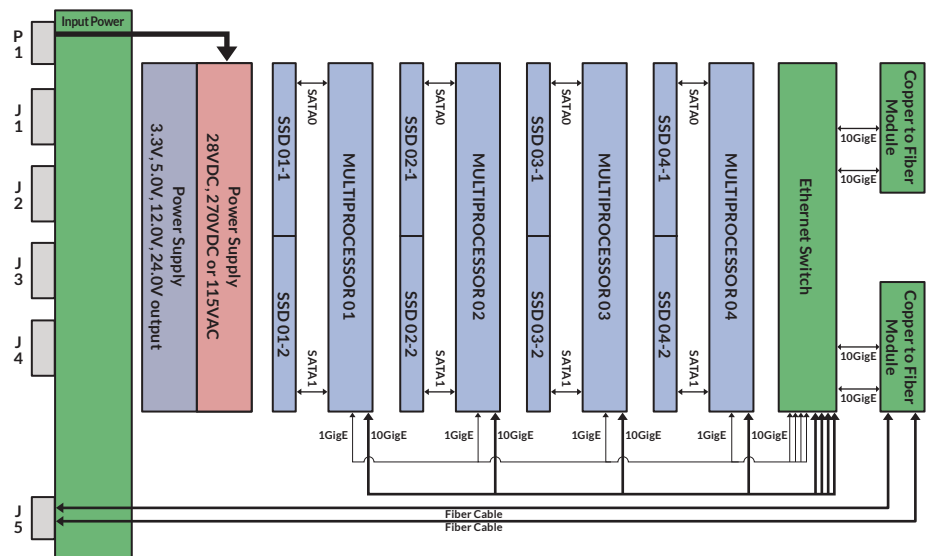 Input Power
P
1
J
1
J
2
J
3
J
4
J
5
Power Supply
3.3V, 5.0V, 12.0V, 24.0V output
Power Supply
28VDC, 270VDC or 115VAC
SSD 01-1
SSD 01-2
SATA0
SATA1
MULTIPROCESSOR 01
SSD 02-1
SSD 02-2
SATA0
SATA1
MULTIPROCESSOR 02
SSD 03-1
SSD 03-2
SATA0
SATA1
MULTIPROCESSOR 03
SSD 04-1
SSD 04-2
SATA0
SATA1
MULTIPROCESSOR 04
Ethernet Switch
10GigE
10GigE
Copper to Fiber
Module
10GigE
10GigE
Copper to Fiber
Module
1GigE
10GigE
1GigE
10GigE
1GigE
10GigE
1GigE
10GigE
Fiber Cable
Fiber Cable